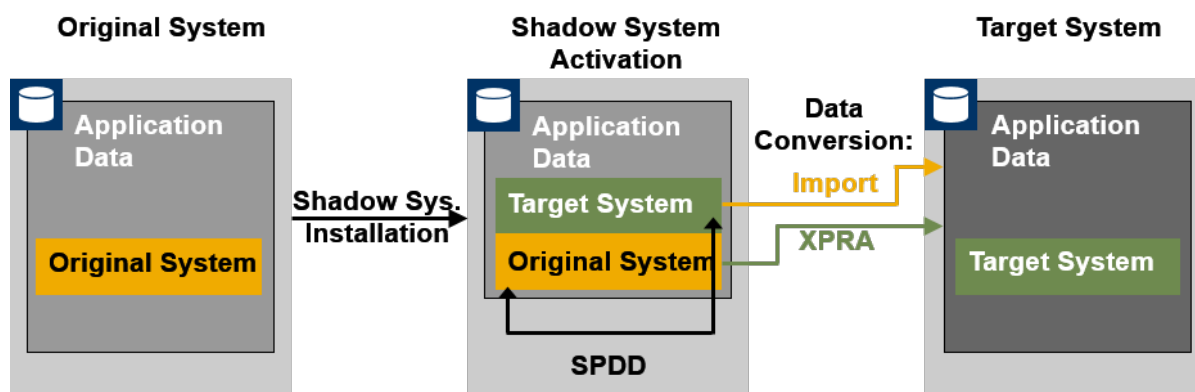 Original System
Shadow System
Activation
Target System
Application
Data
Original System
Shadow Sys.
Installation
Application
Data
Target System
Original System
SPDD
Data
Conversion:
Import
XPRA
Application
Data
Target System